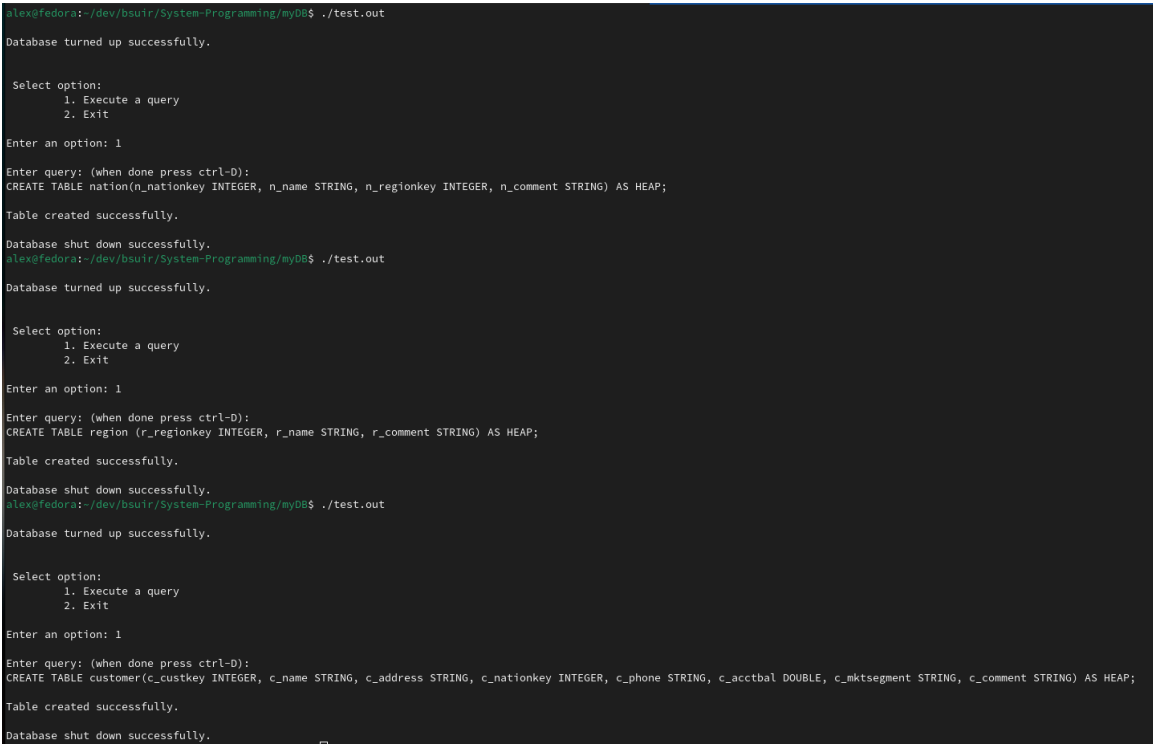 alex@fedora:~/dev/bsuir/System-Programming/myDB$ ./test.out
Database turned up successfully.
Select option:
1. Execute a query
2. Exit
Enter an option: 1
Enter query: (when done press ctrl-D):
CREATE TABLE nation(n_nationkey INTEGER, n_name STRING, n_regionkey INTEGER, n_comment STRING) AS HEAP;
Table created successfully.
Database shut down successfully.
alex@fedora:~/dev/bsuir/System-Programming/myDB$ ./test.out
Database turned up successfully.
Select option:
1. Execute a query
2. Exit
Enter an option: 1
Enter query: (when done press ctrl-D):
CREATE TABLE region (r_regionkey INTEGER, r_name STRING, r_comment STRING) AS HEAP;
Table created successfully.
Database shut down successfully.
alex@fedora:~/dev/bsuir/System-Programming/myDB$ ./test.out
Database turned up successfully.
Select option:
1. Execute a query
2. Exit
Enter an option: 1
Enter query: (when done press ctrl-D):
CREATE TABLE customer(c_custkey INTEGER, c_name STRING, c_address STRING, c_nationkey INTEGER, c_phone STRING, c_acctbal DOUBLE, c_mktsegment STRING, c_comment STRING) AS HEAP;
Table created successfully.
Database shut down successfully.